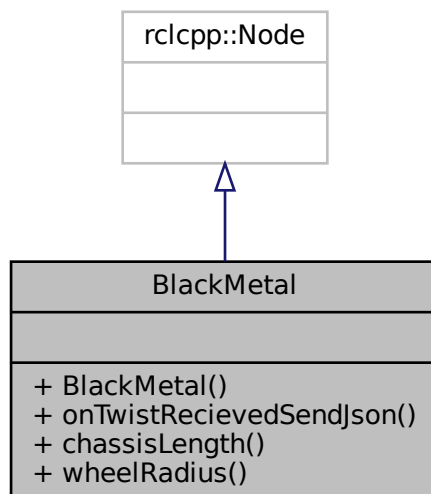 rclcpp::Node
BlackMetal
+ BlackMetal()
+ onTwistRecievedSendJson()
+ chassisLength()
+ wheelRadius()